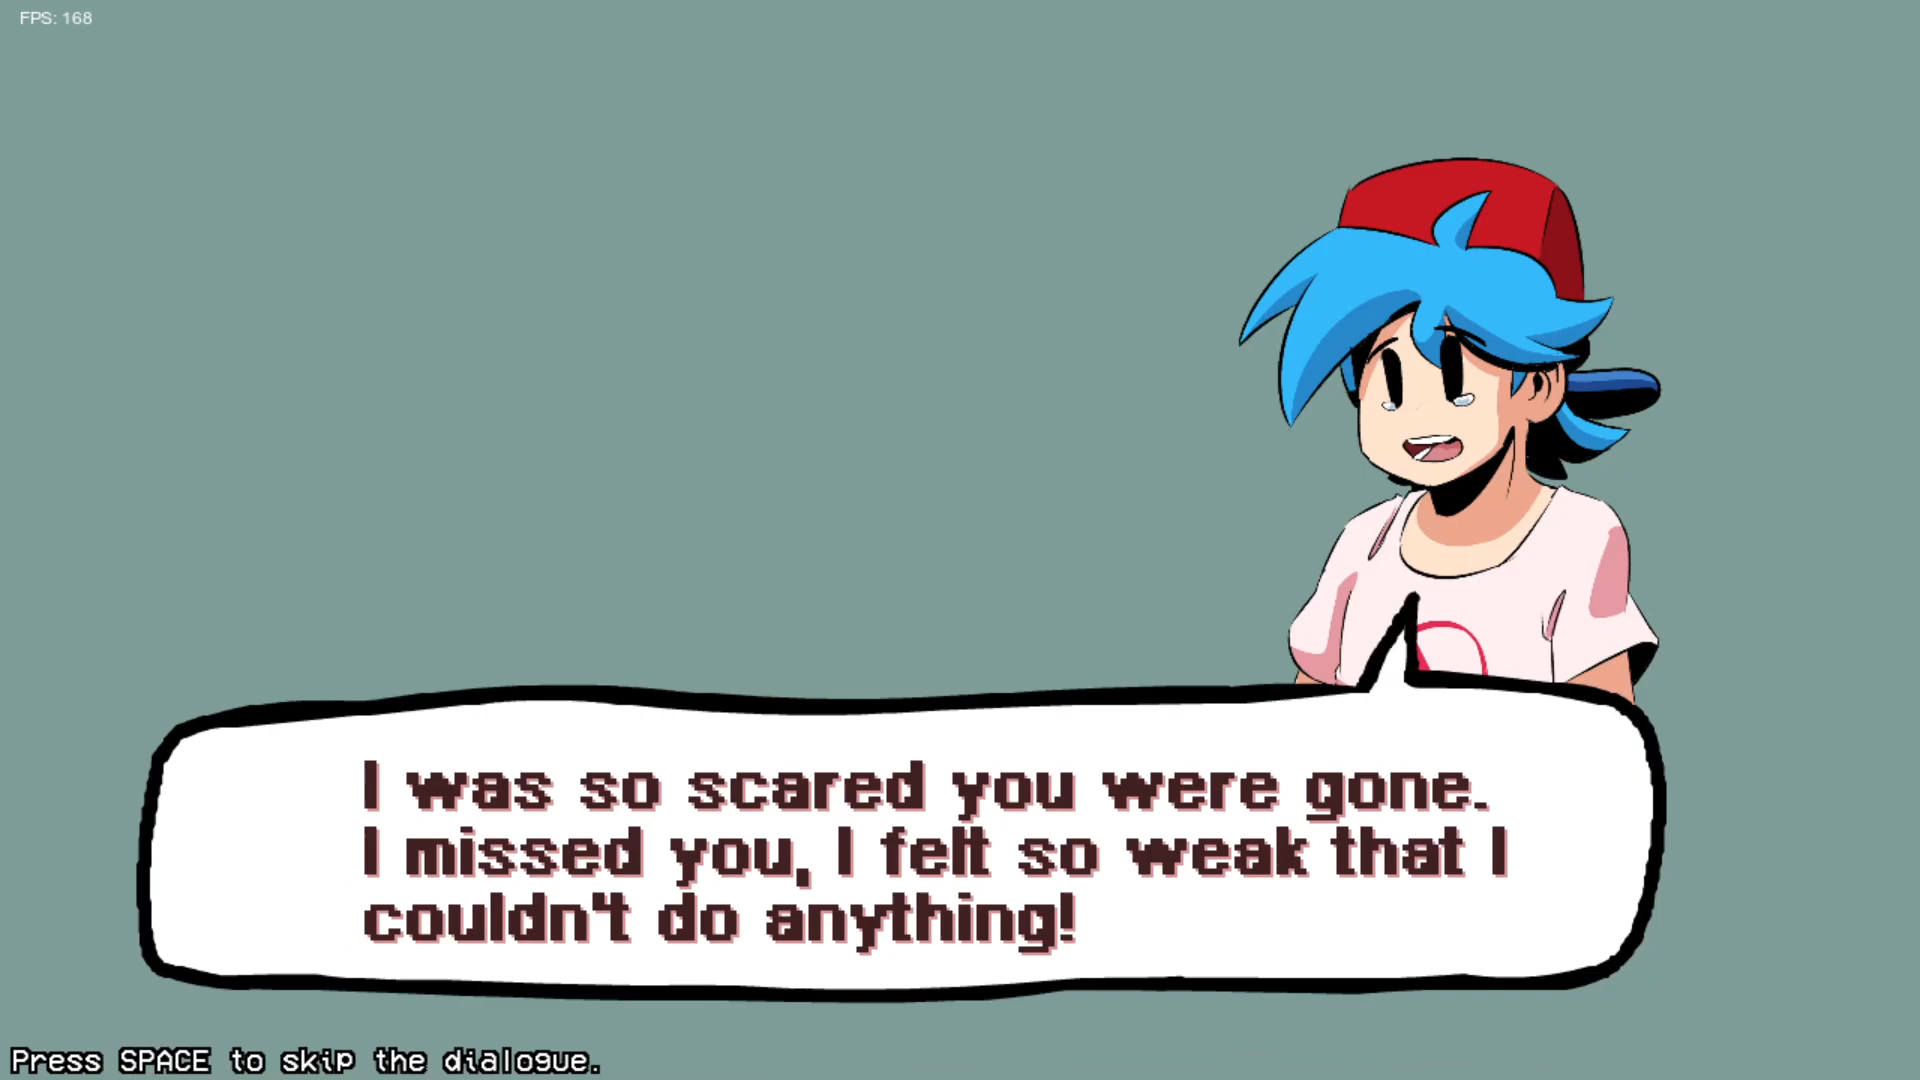 FPS: 168
I was so scared you were gone.
I missed you, I felt so weak that I
couldn't do anything!
Press SPACE to skip the dialogue.